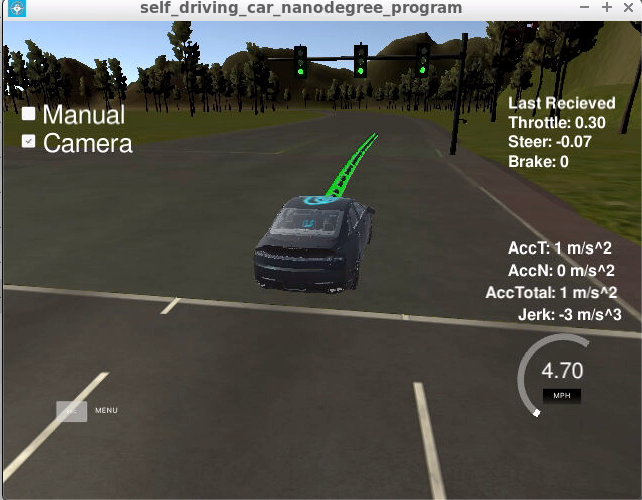 self_driving_car_nanodegree_program
Manual
Camera
Last Recieved
Throttle: 0.30
Steer: -0.07
Brake: 0
AccT: 1 m/s^2
AccN: 0 m/s^2
AccTotal: 1 m/s^2
Jerk: -3 m/s^3
4.70
MPH
MENU